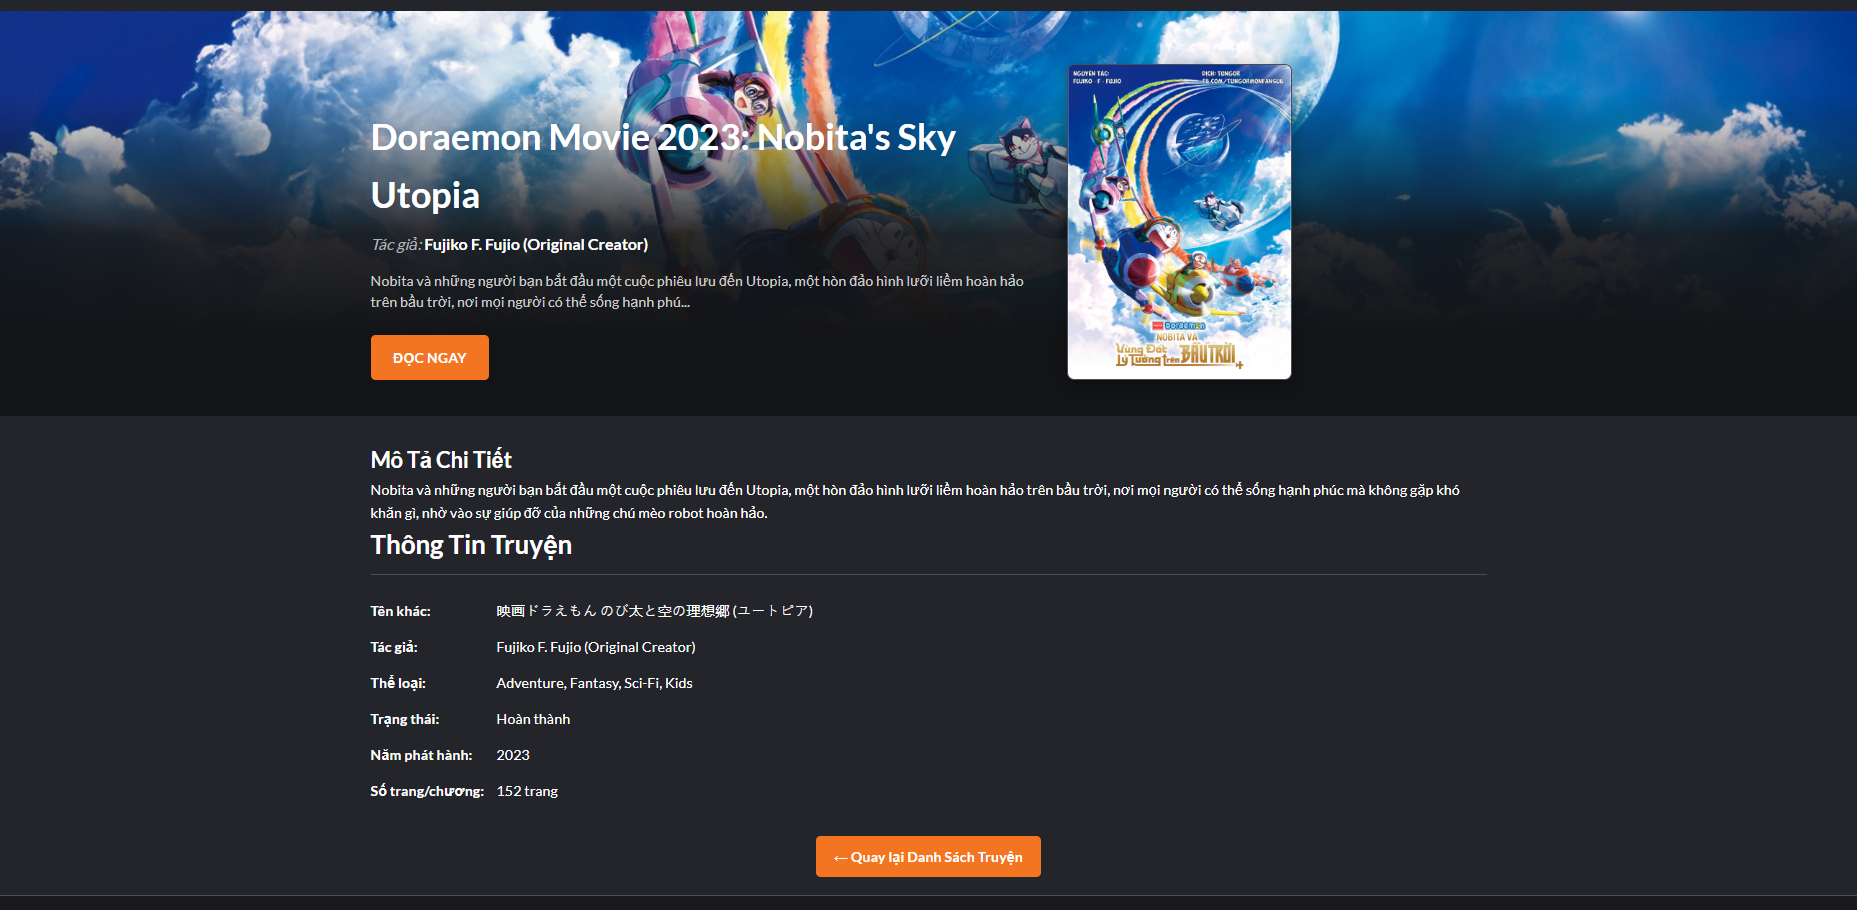 Doraemon Movie 2023: Nobita's Sky
Utopia
Tác giả: Fujiko F. Fujio (Original Creator)
Nobita và những người bạn bắt đầu một cuộc phiêu lưu đến Utopia, một hòn đảo hình lưỡi liềm hoàn hảo
trên bầu trời, nơi mọi người có thể sống hạnh phú...
ĐỌC NGAY
NGUYÊN TÁC:
FUJIKO - F - FUJIO
DỊCH: TUNGOR
FB.COM/TUNGORMONFANSUB
Doraemon
NOBITA VÀ
Vùng Đất
Lý Tưởng trên BẦU TRỜI
Mô Tả Chi Tiết
Nobita và những người bạn bắt đầu một cuộc phiêu lưu đến Utopia, một hòn đảo hình lưỡi liềm hoàn hảo trên bầu trời, nơi mọi người có thể sống hạnh phúc mà không gặp khó
khăn gì, nhờ vào sự giúp đỡ của những chú mèo robot hoàn hảo.
Thông Tin Truyện
Tên khác: 映画ドラえもん のび太と空の理想郷 (ユートピア)
Tác giả: Fujiko F. Fujio (Original Creator)
Thể loại: Adventure, Fantasy, Sci-Fi, Kids
Trạng thái: Hoàn thành
Năm phát hành: 2023
Số trang/chương: 152 trang
← Quay lại Danh Sách Truyện